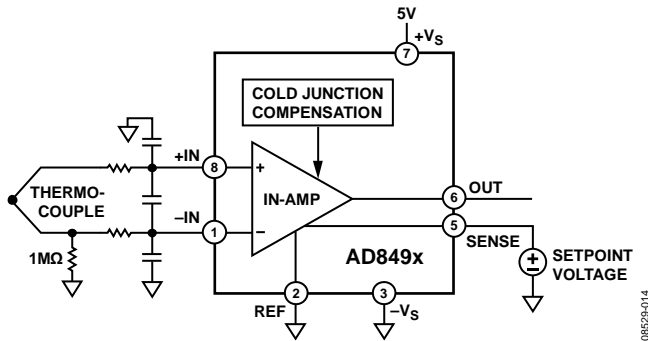 5V
+VS
7
COLD JUNCTION
COMPENSATION
+IN
8
+
THERMO-
COUPLE
IN-AMP
6
OUT
–IN
1
–
5
SENSE
1MΩ
AD849x
SETPOINT
VOLTAGE
2
3
REF
–VS
08529-014